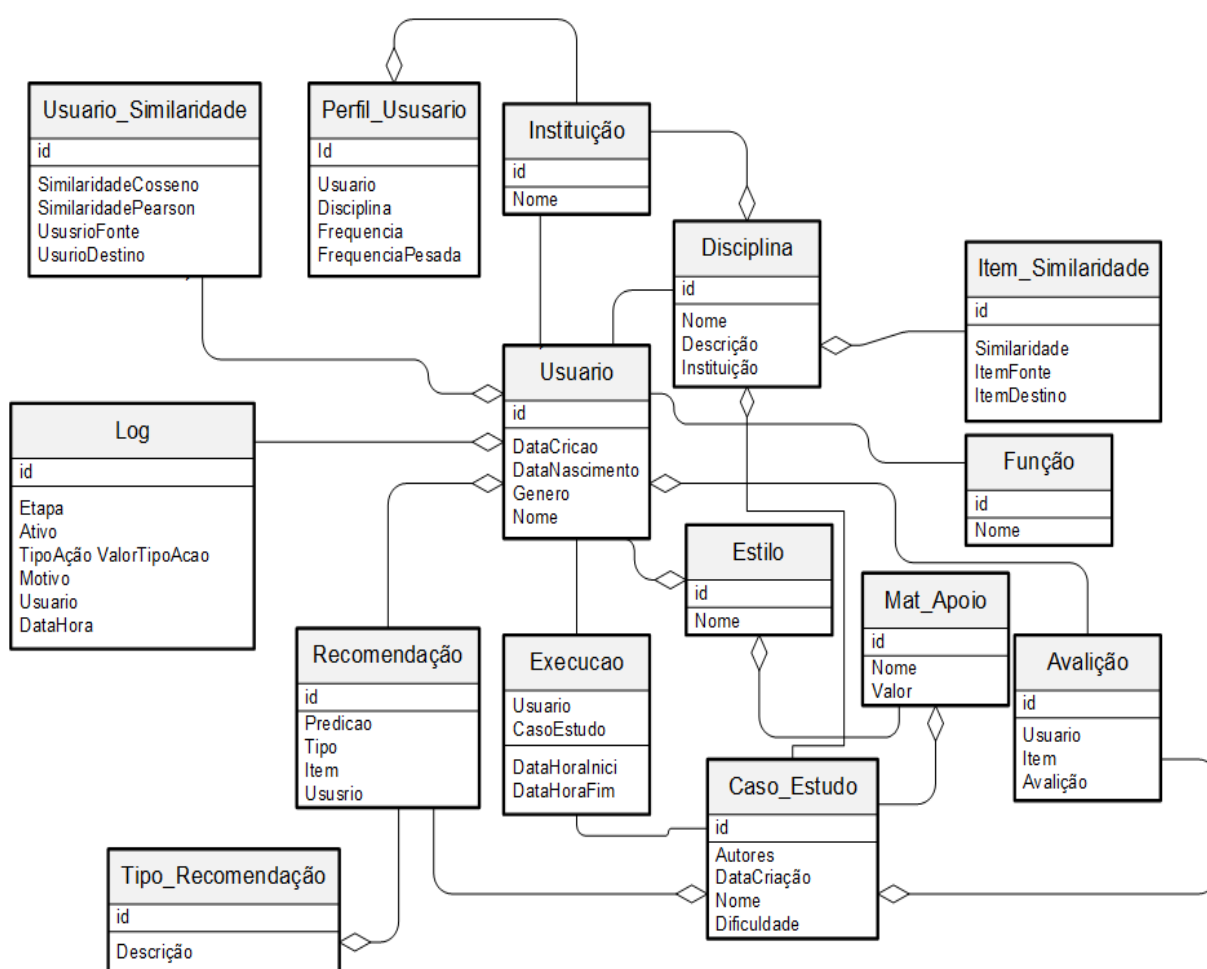 Usuario_Similaridade
id
SimilaridadeCosseno
SimilaridadePearson
UsusrioFonte
UsurioDestino
Perfil_Ususario
Id
Usuario
Disciplina
Frequencia
FrequenciaPesada
Instituição
id
Nome
Disciplina
id
Nome
Descrição
Instituição
Item_Similaridade
id
Similaridade
ItemFonte
ItemDestino
Usuario
id
DataCricao
DataNascimento
Genero
Nome
Log
id
Etapa
Ativo
TipoAção ValorTipoAcao
Motivo
Usuario
DataHora
Função
id
Nome
Estilo
id
Nome
Mat_Apoio
id
Nome
Valor
Avalição
id
Usuario
Item
Avalição
Recomendação
id
Predicao
Tipo
Item
Ususrio
Execucao
Usuario
CasoEstudo
DataHoraInici
DataHoraFim
Caso_Estudo
id
Autores
DataCriação
Nome
Dificuldade
Tipo_Recomendação
id
Descrição